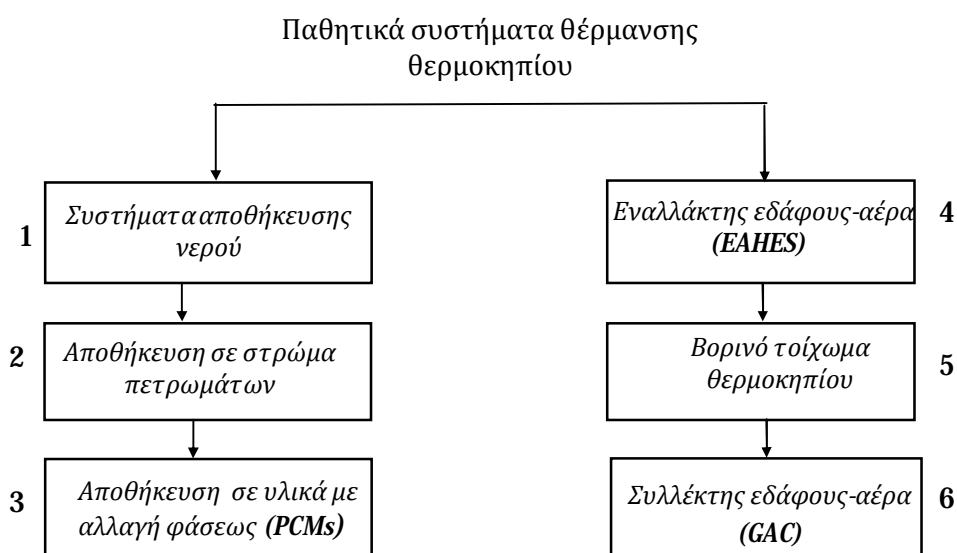 Παθητικά συστήματα θέρμανσης
θερμοκηπίου
1
Συστήματα αποθήκευσης
νερού
2
Αποθήκευση σε στρώμα
πετρωμάτων
3
Αποθήκευση σε υλικά με
αλλαγή φάσεως (PCMs)
Εναλλάκτης εδάφους-αέρα
(EAHES)
4
Βορινό τοίχωμα
θερμοκηπίου
5
Συλλέκτης εδάφους-αέρα
(GAC)
6